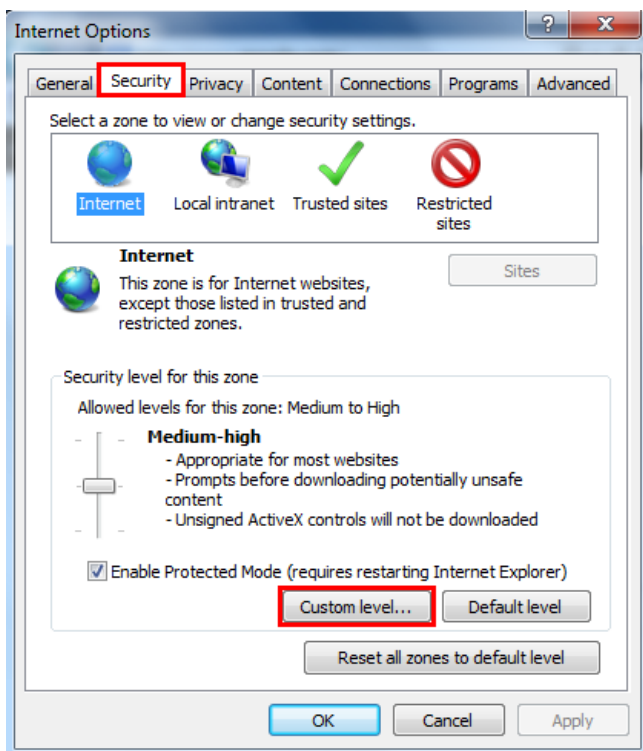 Internet Options
?
X
General Security Privacy Content Connections Programs Advanced
Select a zone to view or change security settings.
Internet Local intranet Trusted sites Restricted
sites
Internet
Sites
This zone is for Internet websites,
except those listed in trusted and
restricted zones.
Security level for this zone
Allowed levels for this zone: Medium to High
Medium-high
- Appropriate for most websites
- Prompts before downloading potentially unsafe
content
- Unsigned ActiveX controls will not be downloaded
Enable Protected Mode (requires restarting Internet Explorer)
Custom level... Default level
Reset all zones to default level
OK Cancel Apply